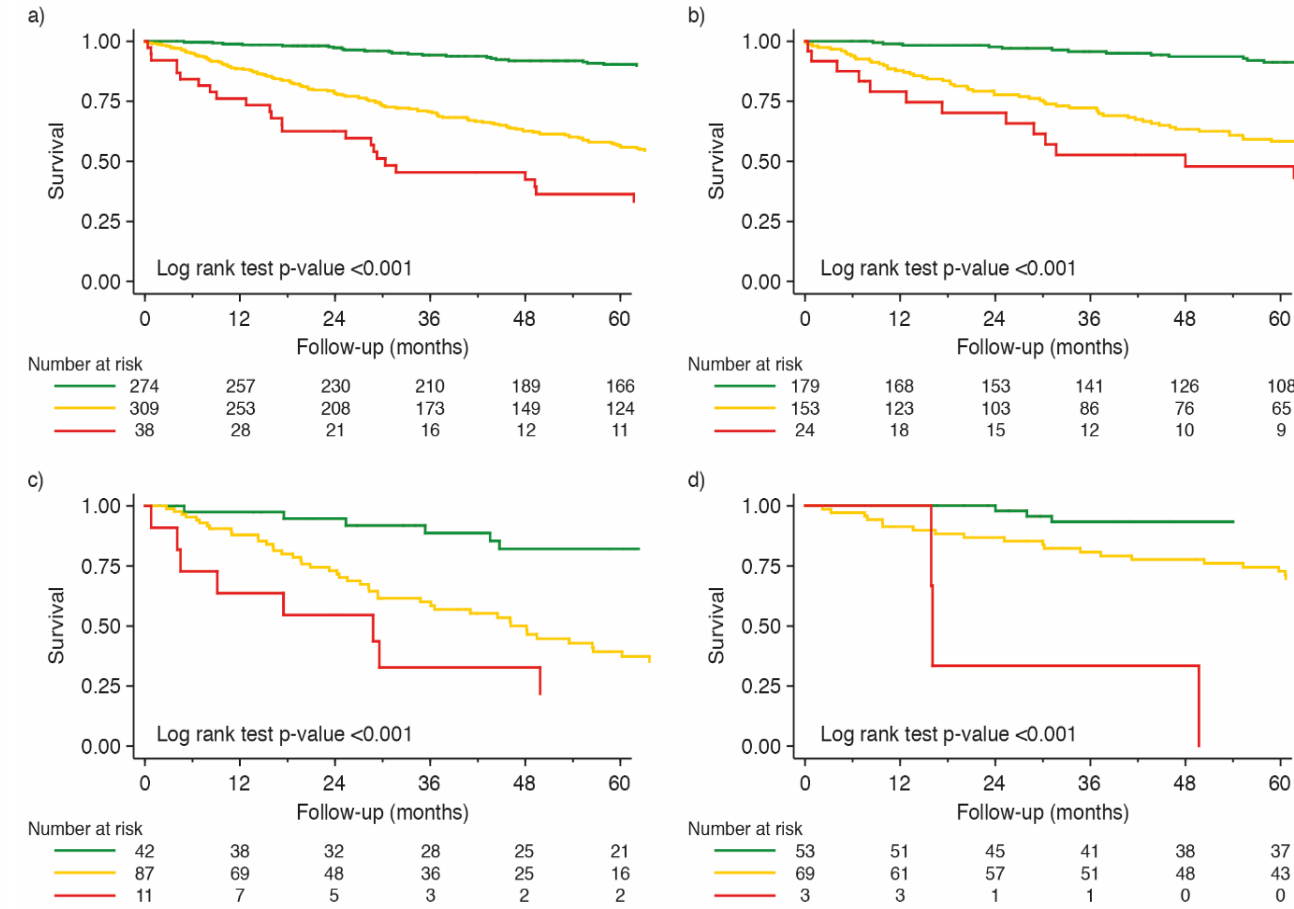 a)
1.00
0.75
0.50
0.25
0.00
Survival
Log rank test p-value <0.001
0 12 24 36 48 60
Follow-up (months)
Number at risk
274 257 230 210 189 166
309 253 208 173 149 124
38 28 21 16 12 11
b)
1.00
0.75
0.50
0.25
0.00
Survival
Log rank test p-value <0.001
0 12 24 36 48 60
Follow-up (months)
Number at risk
179 168 153 141 126 108
153 123 103 86 76 65
24 18 15 12 10 9
c)
1.00
0.75
0.50
0.25
0.00
Survival
Log rank test p-value <0.001
0 12 24 36 48 60
Follow-up (months)
Number at risk
42 38 32 28 25 21
87 69 48 36 25 16
11 7 5 3 2 2
d)
1.00
0.75
0.50
0.25
0.00
Survival
Log rank test p-value <0.001
0 12 24 36 48 60
Follow-up (months)
Number at risk
53 51 45 41 38 37
69 61 57 51 48 43
3 3 1 1 0 0